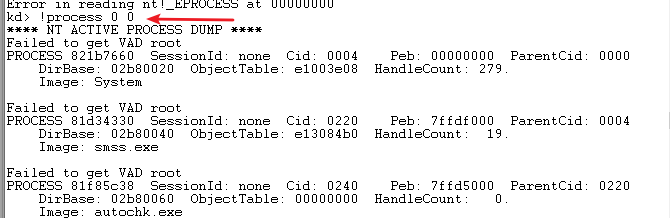 Error in reading nt!_EPROCESS at 00000000
kd> !process 0 0
**** NT ACTIVE PROCESS DUMP ****
Failed to get VAD root
PROCESS 821b7660  SessionId: none  Cid: 0004    Peb: 00000000  ParentCid: 0000
    DirBase: 02b80020  ObjectTable: e1003e08  HandleCount: 279.
    Image: System
Failed to get VAD root
PROCESS 81d34330  SessionId: none  Cid: 0220    Peb: 7ffdf000  ParentCid: 0004
    DirBase: 02b80040  ObjectTable: e13084b0  HandleCount:  19.
    Image: smss.exe
Failed to get VAD root
PROCESS 81f85c38  SessionId: none  Cid: 0240    Peb: 7ffd5000  ParentCid: 0220
    DirBase: 02b80060  ObjectTable: 00000000  HandleCount:   0.
    Image: autochk.exe